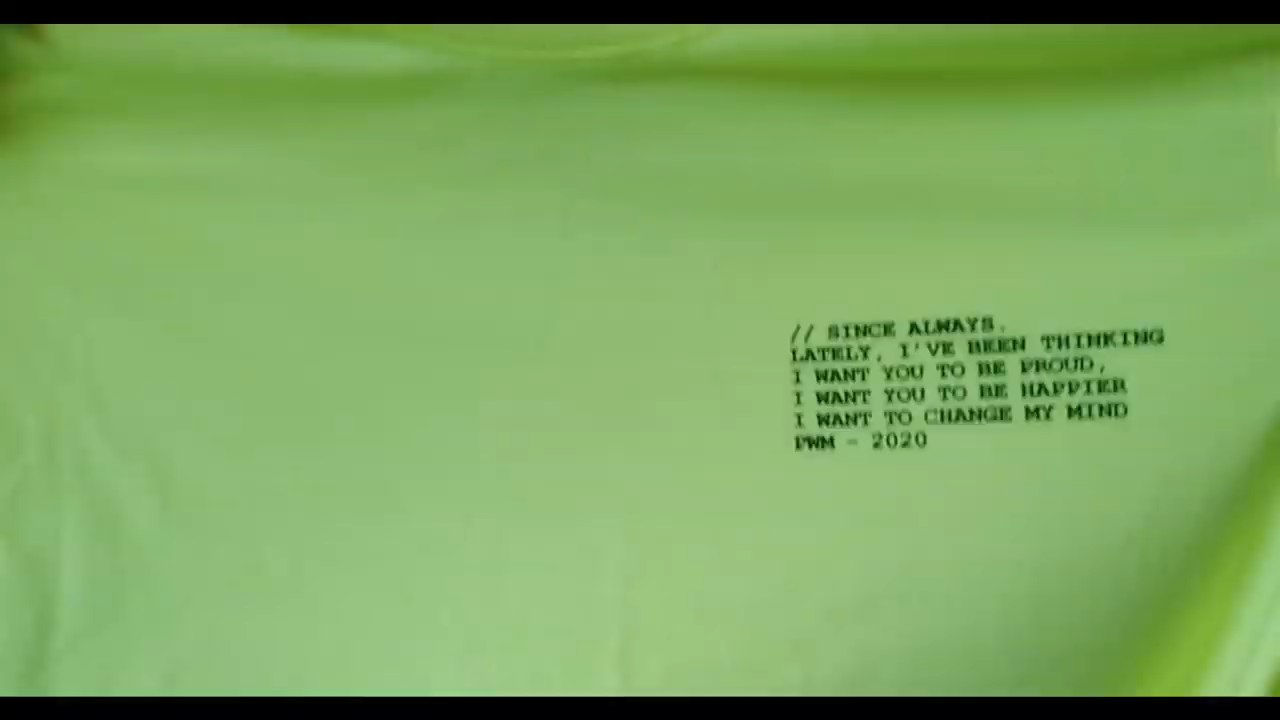 // SINCE ALWAYS.
LATELY, I'VE BEEN THINKING
I WANT YOU TO BE PROUD,
I WANT YOU TO BE HAPPIER
I WANT TO CHANGE MY MIND
PWM - 2020